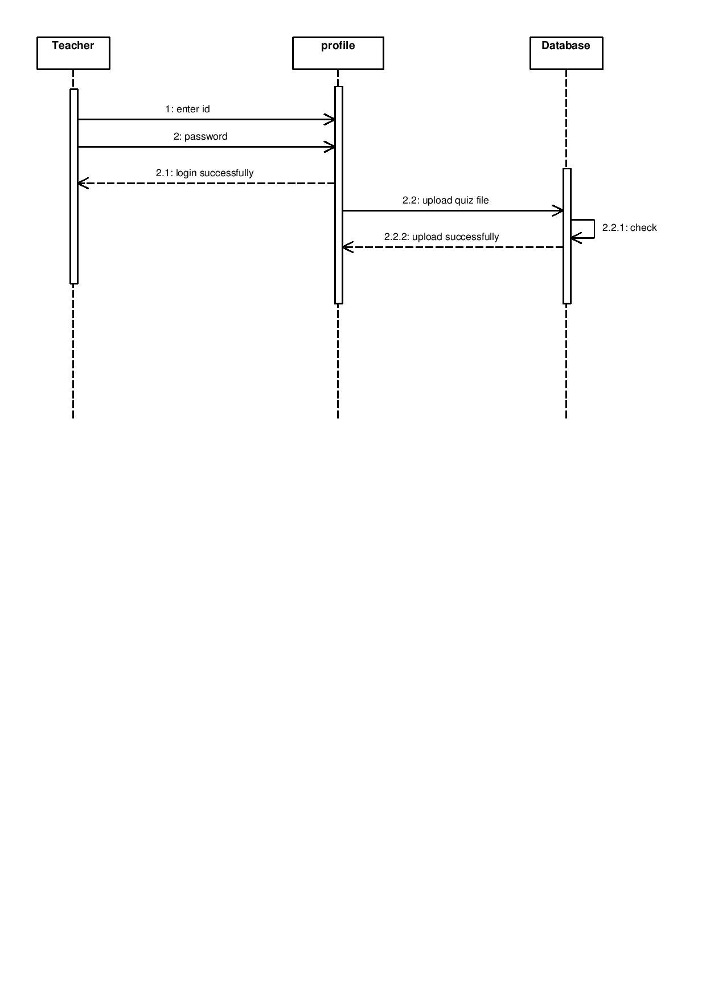 Teacher
profile
Database
1: enter id
2: password
2.1: login successfully
2.2: upload quiz file
2.2.1: check
2.2.2: upload successfully